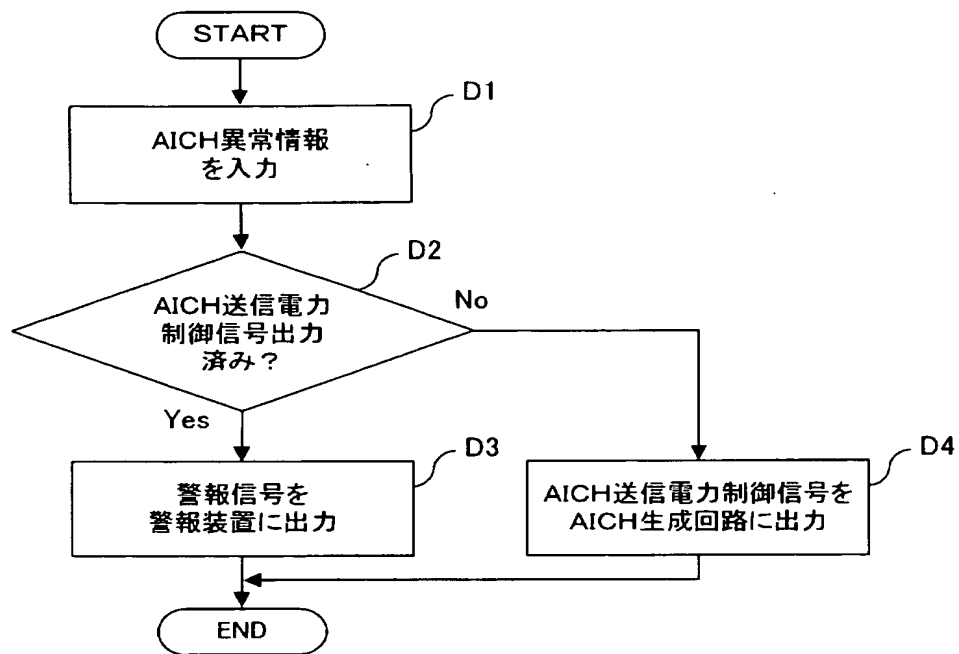 START
D1
AICH異常情報
を入力
D2
AICH送信電力
制御信号出力
済み？
No
Yes
D3
警報信号を
警報装置に出力
D4
AICH送信電力制御信号を
AICH生成回路に出力
END